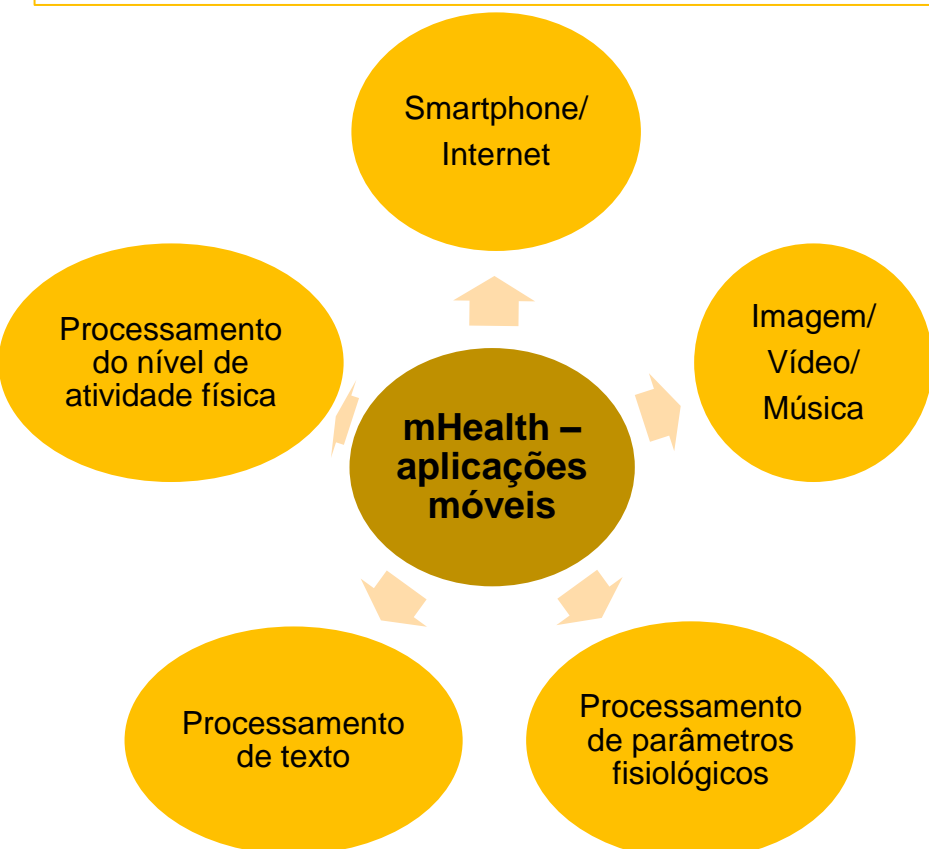 Smartphone/
Internet
Imagem/
Vídeo/
Música
Processamento
do nível de
atividade física
mHealth –
aplicações
móveis
Processamento
de texto
Processamento
de parâmetros
fisiológicos